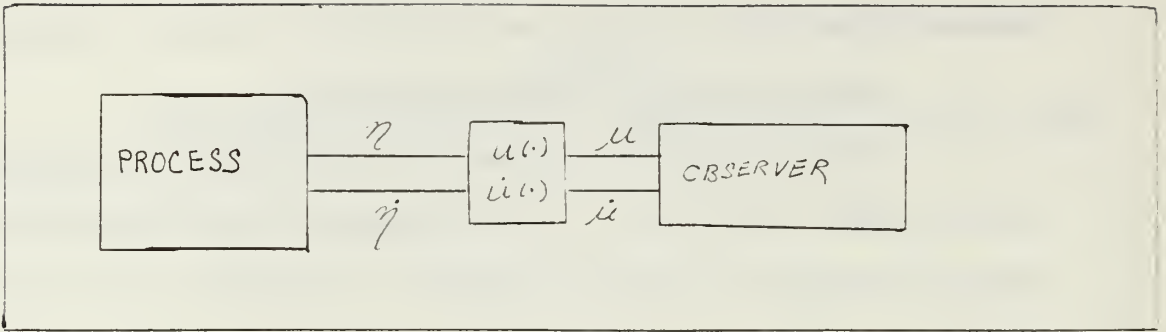 PROCESS
η
η̇
u(·)
u̇(·)
u
u̇
CBSERVER